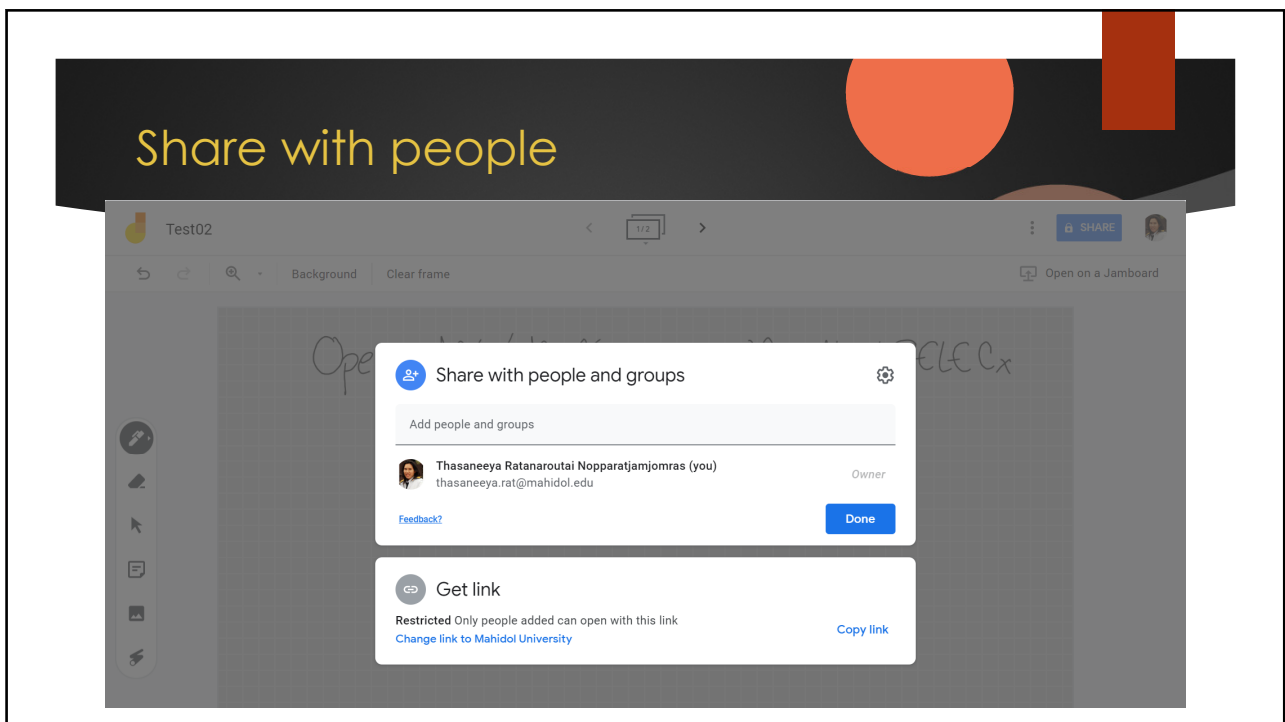 Share with people
Test02
1/2
SHARE
Background
Clear frame
Open on a Jamboard
Share with people and groups
Add people and groups
Thasaneeya Ratanaroutai Nopparatjamjomras (you)
thasaneeya.rat@mahidol.edu
Owner
Feedback?
Done
Get link
Restricted Only people added can open with this link
Change link to Mahidol University
Copy link